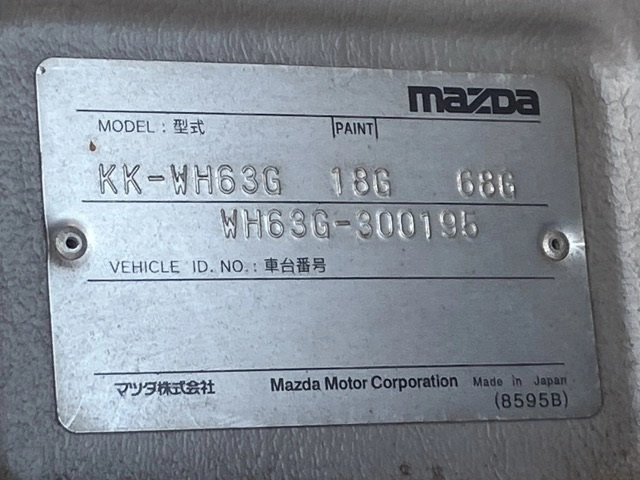 mazda
MODEL : 型式 PAINT
KK-WH63G 18G 68G
WH63G-300195
VEHICLE ID. NO. : 車台番号
マツダ株式会社 Mazda Motor Corporation Made in Japan
(8595B)